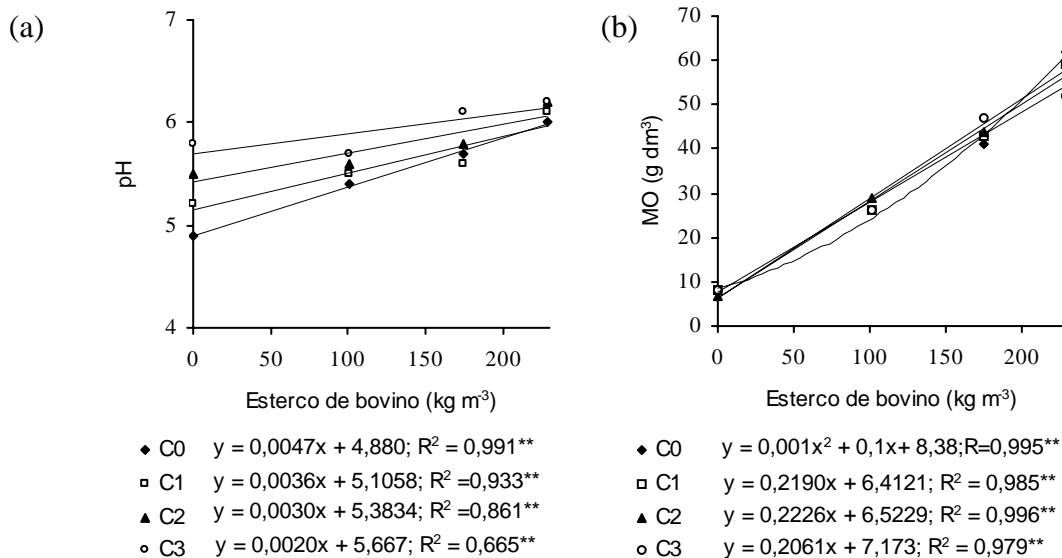 (a)
7
6
5
4
pH
0 50 100 150 200
Esterco de bovino (kg m-3)
C0 y = 0,0047x + 4,880; R2 = 0,991**
C1 y = 0,0036x + 5,1058; R2 =0,933**
C2 y = 0,0030x + 5,3834; R2 = 0,861**
C3 y = 0,0020x + 5,667; R2 = 0,665**
(b)
70
60
50
40
30
20
10
0
MO (g dm3)
0 50 100 150 200
Esterco de bovino (kg m-3)
C0 y = 0,001x2 + 0,1x+ 8,38;R=0,995**
C1 y = 0,2190x + 6,4121; R2 = 0,985**
C2 y = 0,2226x + 6,5229; R2 = 0,996**
C3 y = 0,2061x + 7,173; R2 = 0,979**